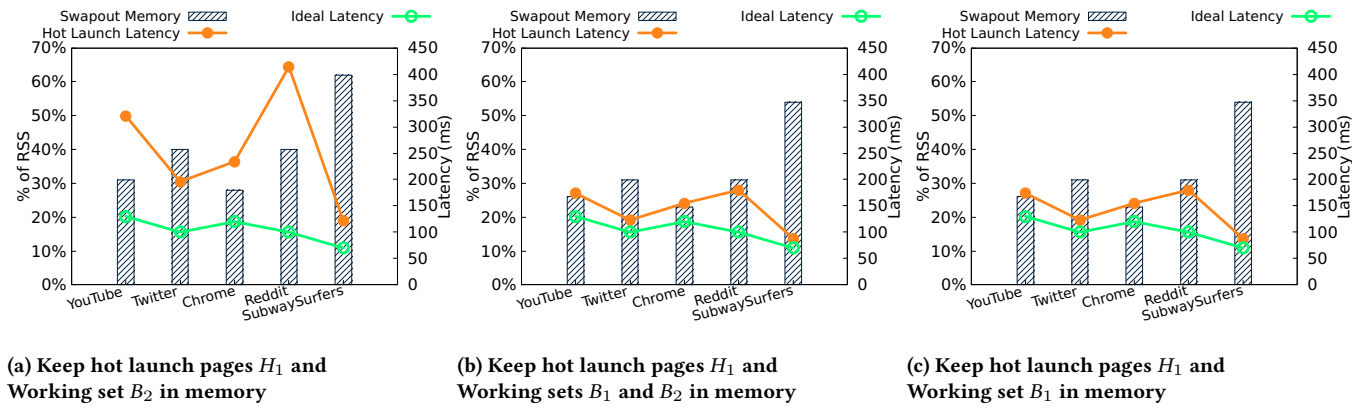 Swapout Memory
Hot Launch Latency
Ideal Latency
70%
60%
50%
40%
30%
20%
10%
0%
% of RSS
450
400
350
300
250
200
150
100
50
0
Latency (ms)
YouTube
Twitter
Chrome
Reddit
SubwaySurfers
(a) Keep hot launch pages H₁ and
Working set B₂ in memory
Swapout Memory
Hot Launch Latency
Ideal Latency
70%
60%
50%
40%
30%
20%
10%
0%
% of RSS
450
400
350
300
250
200
150
100
50
0
Latency (ms)
YouTube
Twitter
Chrome
Reddit
SubwaySurfers
(b) Keep hot launch pages H₁ and
Working sets B₁ and B₂ in memory
Swapout Memory
Hot Launch Latency
Ideal Latency
70%
60%
50%
40%
30%
20%
10%
0%
% of RSS
450
400
350
300
250
200
150
100
50
0
Latency (ms)
YouTube
Twitter
Chrome
Reddit
SubwaySurfers
(c) Keep hot launch pages H₁ and
Working set B₁ in memory